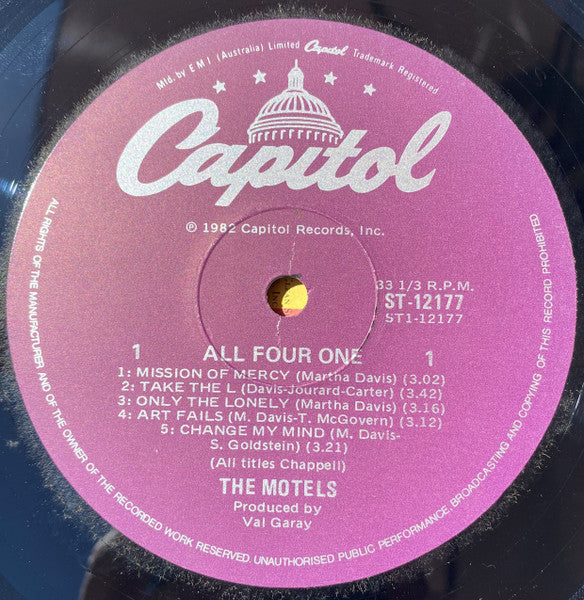 Mfd. by E M I (Australia) Limited Capitol Trademark Registered
Capitol
℗ 1982 Capitol Records, Inc.
33 1/3 R.P.M.
ST-12177
ST1-12177
1 ALL FOUR ONE 1
1: MISSION OF MERCY (Martha Davis) (3.02)
2: TAKE THE L (Davis-Jourard-Carter) (3.42)
3: ONLY THE LONELY (Martha Davis) (3.16)
4: ART FAILS (M. Davis-T. McGovern) (3.12)
5: CHANGE MY MIND (M. Davis-
S. Goldstein) (3.21)
(All titles Chappell)
THE MOTELS
Produced by
Val Garay
ALL RIGHTS OF THE MANUFACTURER AND OF THE OWNER OF THE RECORDED WORK RESERVED. UNAUTHORISED PUBLIC PERFORMANCE, BROADCASTING AND COPYING OF THIS RECORD PROHIBITED